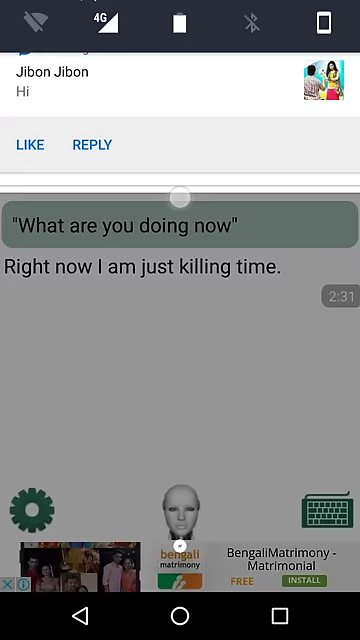 4G
Jibon Jibon
Hi
LIKE REPLY
"What are you doing now"
Right now I am just killing time.
2:31
bengali
matrimony
BengaliMatrimony -
Matrimonial
FREE INSTALL